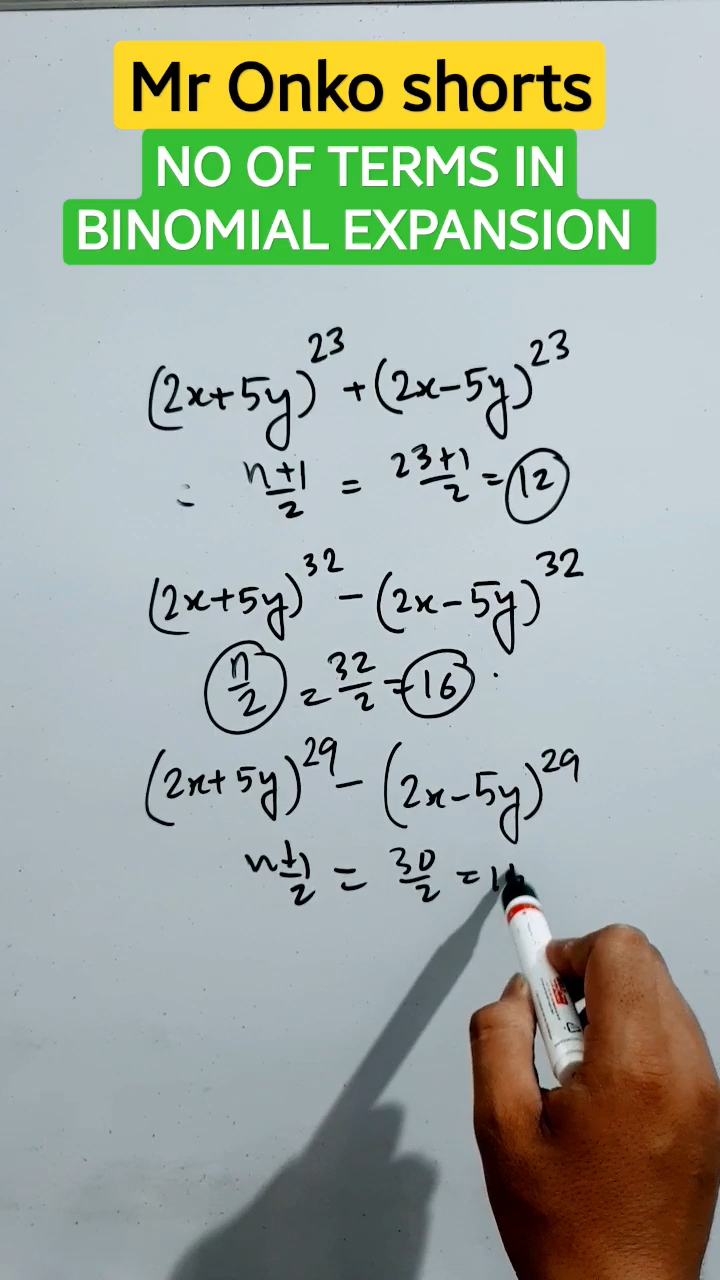 Mr Onko shorts
NO OF TERMS IN
BINOMIAL EXPANSION
(2x+5y)^23 + (2x-5y)^23
= n+1/2 = 23+1/2 = 12
(2x+5y)^32 - (2x-5y)^32
n/2 = 32/2 = 16
(2x+5y)^29 - (2x-5y)^29
n+1/2 = 30/2 =